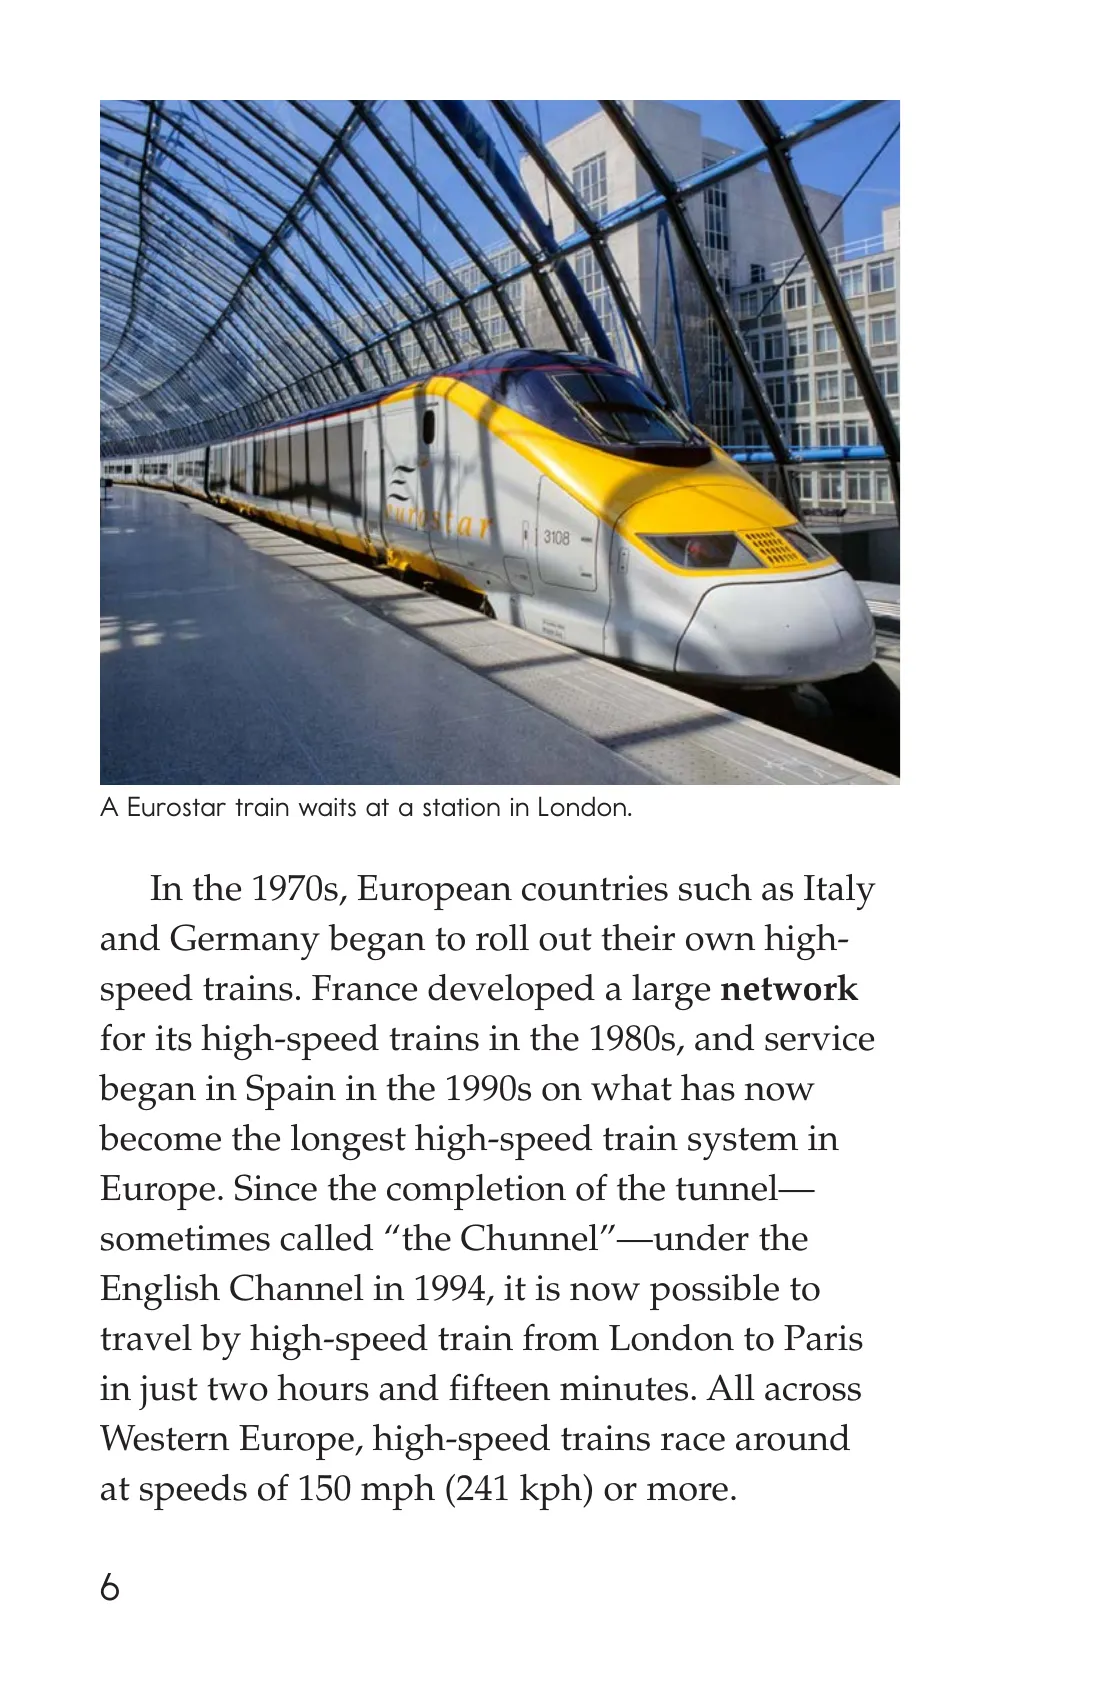 eurostar
3108
A Eurostar train waits at a station in London.
In the 1970s, European countries such as Italy
and Germany began to roll out their own high-
speed trains. France developed a large network
for its high-speed trains in the 1980s, and service
began in Spain in the 1990s on what has now
become the longest high-speed train system in
Europe. Since the completion of the tunnel—
sometimes called “the Chunnel”—under the
English Channel in 1994, it is now possible to
travel by high-speed train from London to Paris
in just two hours and fifteen minutes. All across
Western Europe, high-speed trains race around
at speeds of 150 mph (241 kph) or more.
6